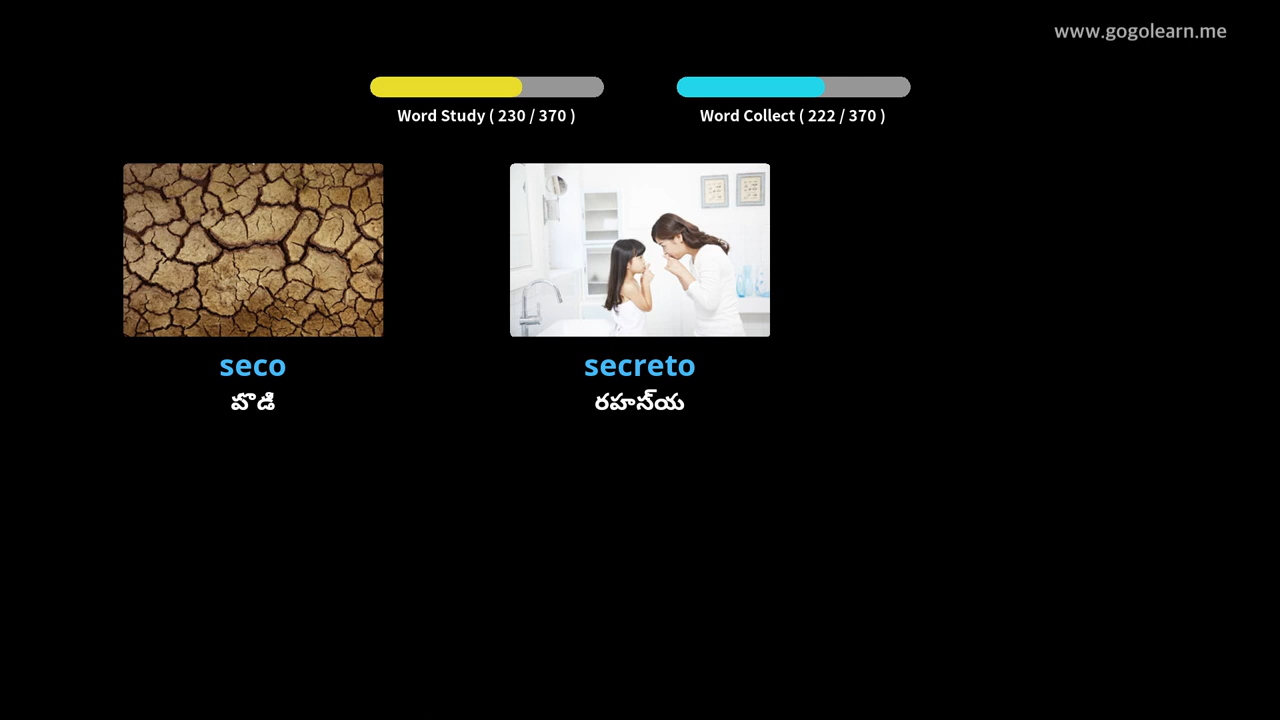 www.gogolearn.me
Word Study ( 230 / 370 )
Word Collect ( 222 / 370 )
seco
secreto
పొడి
రహస్య